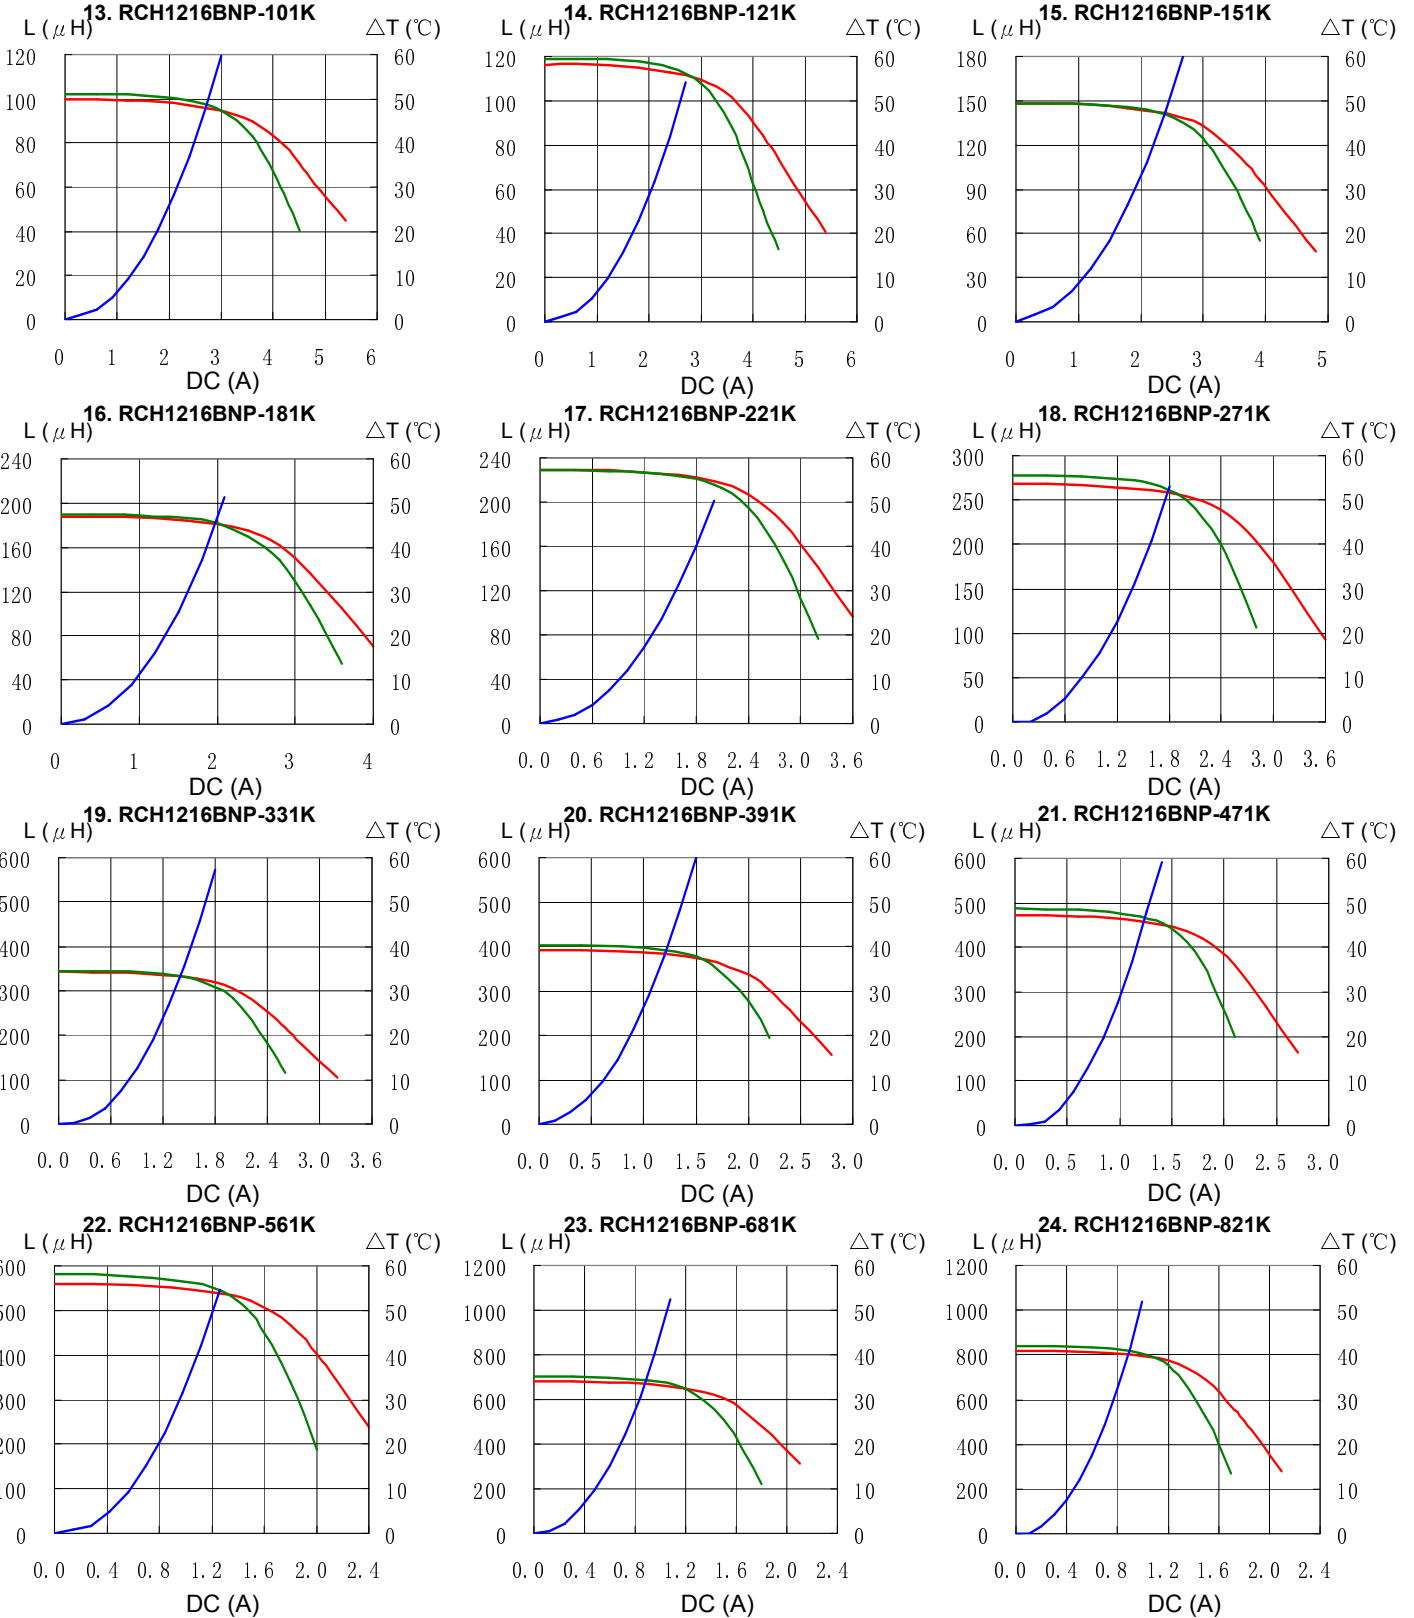 13. RCH1216BNP-101K
L (μH)
△T (℃)
120
100
80
60
40
20
0
60
50
40
30
20
10
0
0 1 2 3 4 5 6
DC (A)
14. RCH1216BNP-121K
L (μH)
△T (℃)
120
100
80
60
40
20
0
60
50
40
30
20
10
0
0 1 2 3 4 5 6
DC (A)
15. RCH1216BNP-151K
L (μH)
△T (℃)
180
150
120
90
60
30
0
60
50
40
30
20
10
0
0 1 2 3 4 5
DC (A)
16. RCH1216BNP-181K
L (μH)
△T (℃)
240
200
160
120
80
40
0
60
50
40
30
20
10
0
0 1 2 3 4
DC (A)
17. RCH1216BNP-221K
L (μH)
△T (℃)
240
200
160
120
80
40
0
60
50
40
30
20
10
0
0.0 0.6 1.2 1.8 2.4 3.0 3.6
DC (A)
18. RCH1216BNP-271K
L (μH)
△T (℃)
300
250
200
150
100
50
0
60
50
40
30
20
10
0
0.0 0.6 1.2 1.8 2.4 3.0 3.6
DC (A)
19. RCH1216BNP-331K
L (μH)
△T (℃)
600
500
400
300
200
100
0
60
50
40
30
20
10
0
0.0 0.6 1.2 1.8 2.4 3.0 3.6
DC (A)
20. RCH1216BNP-391K
L (μH)
△T (℃)
600
500
400
300
200
100
0
60
50
40
30
20
10
0
0.0 0.5 1.0 1.5 2.0 2.5 3.0
DC (A)
21. RCH1216BNP-471K
L (μH)
△T (℃)
600
500
400
300
200
100
0
60
50
40
30
20
10
0
0.0 0.5 1.0 1.5 2.0 2.5 3.0
DC (A)
22. RCH1216BNP-561K
L (μH)
△T (℃)
600
500
400
300
200
100
0
60
50
40
30
20
10
0
0.0 0.4 0.8 1.2 1.6 2.0 2.4
DC (A)
23. RCH1216BNP-681K
L (μH)
△T (℃)
1200
1000
800
600
400
200
0
60
50
40
30
20
10
0
0.0 0.4 0.8 1.2 1.6 2.0 2.4
DC (A)
24. RCH1216BNP-821K
L (μH)
△T (℃)
1200
1000
800
600
400
200
0
60
50
40
30
20
10
0
0.0 0.4 0.8 1.2 1.6 2.0 2.4
DC (A)